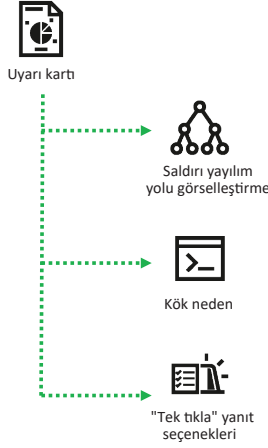 Uyarı kartı
Saldırı yayılım
yolu görselleştirme
Kök neden
"Tek tıkla" yanıt
seçenekleri